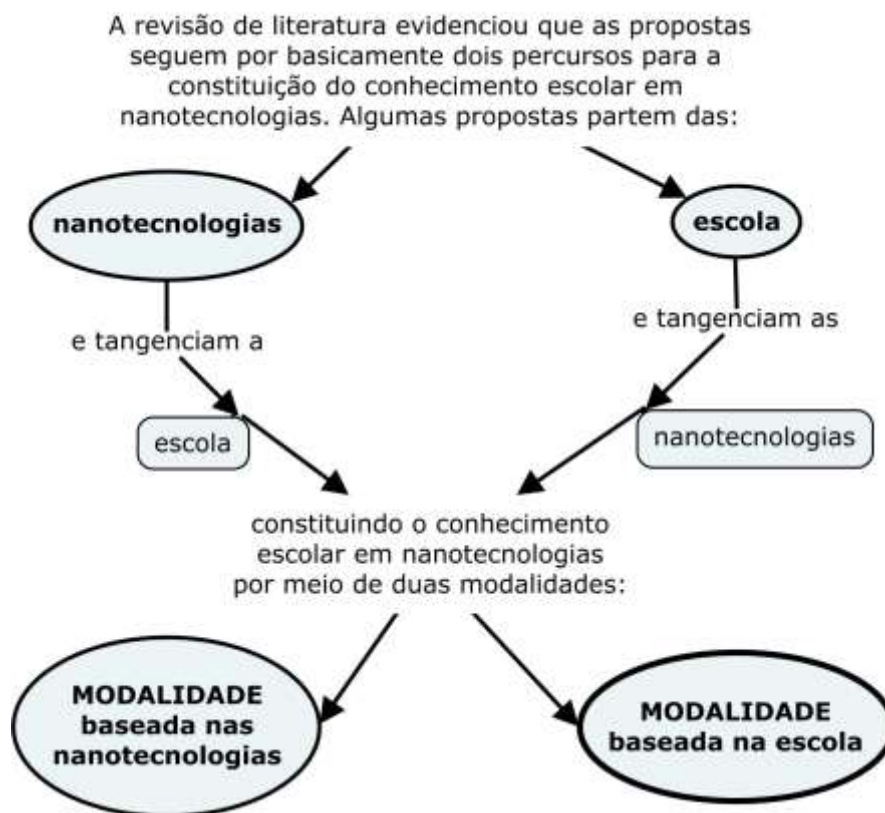 A revisão de literatura evidenciou que as propostas
seguem por basicamente dois percursos para a
constituição do conhecimento escolar em
nanotecnologias. Algumas propostas partem das:
nanotecnologias
escola
e tangenciam a
e tangenciam as
escola
nanotecnologias
constituindo o conhecimento
escolar em nanotecnologias
por meio de duas modalidades:
MODALIDADE
baseada nas
nanotecnologias
MODALIDADE
baseada na escola